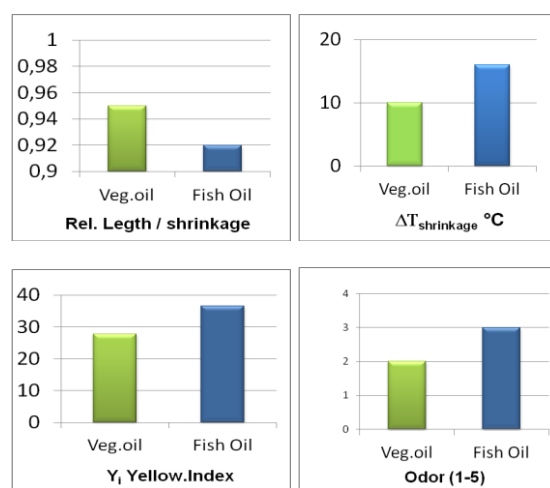 1
0,98
0,96
0,94
0,92
0,9
Veg.oil Fish Oil
Rel. Legth / shrinkage
20
10
0
Veg.oil Fish Oil
ΔTshrinkage °C
40
30
20
10
0
Veg.oil Fish Oil
Yi Yellow.Index
4
3
2
1
0
Veg.oil Fish Oil
Odor (1-5)